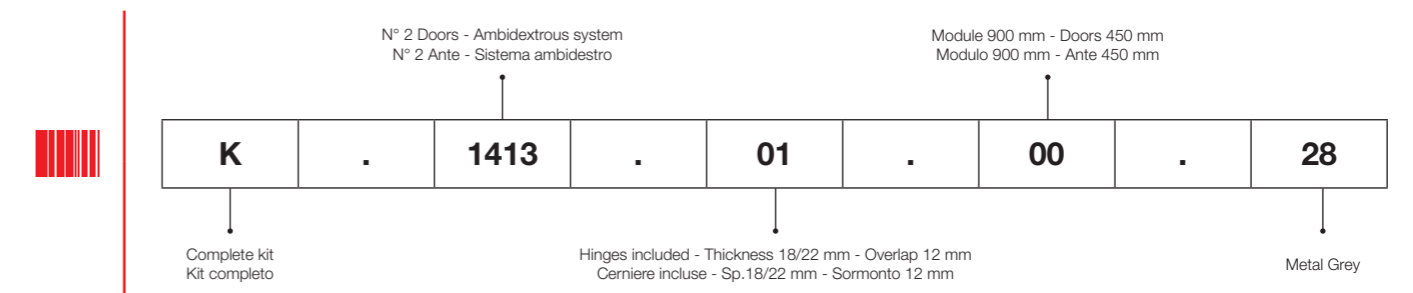 N° 2 Doors - Ambidextrous system
N° 2 Ante - Sistema ambidestro
Module 900 mm - Doors 450 mm
Modulo 900 mm - Ante 450 mm
K . 1413 . 01 . 00 . 28
Complete kit
Kit completo
Hinges included - Thickness 18/22 mm - Overlap 12 mm
Cerniere incluse - Sp.18/22 mm - Sormonto 12 mm
Metal Grey